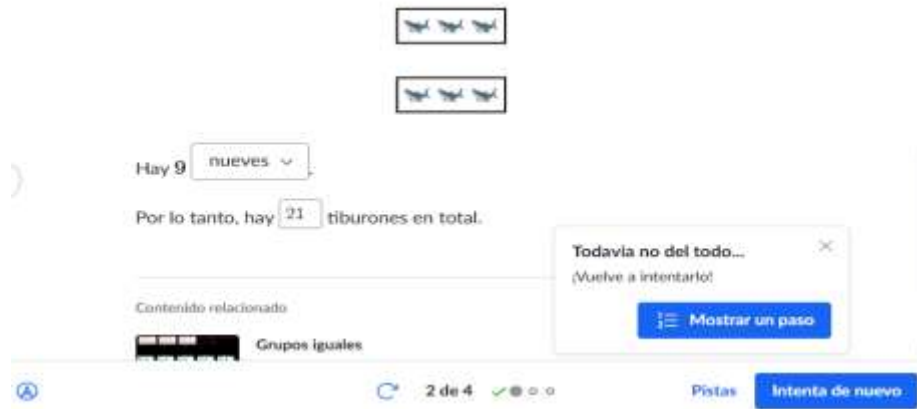 Hay 9 nueves .
Por lo tanto, hay 21 tiburones en total.
Todavía no del todo...
¡Vuelve a intentarlo!
Mostrar un paso
Contenido relacionado
Grupos iguales
2 de 4
Pistas
Intenta de nuevo